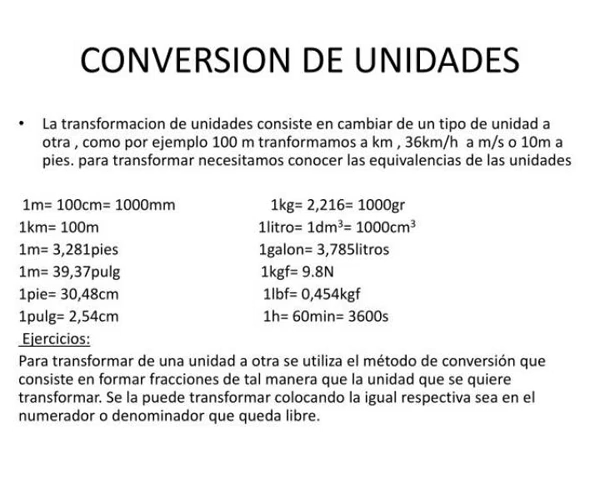 CONVERSION DE UNIDADES
• La transformacion de unidades consiste en cambiar de un tipo de unidad a
otra , como por ejemplo 100 m tranformamos a km , 36km/h a m/s o 10m a
pies. para transformar necesitamos conocer las equivalencias de las unidades
1m= 100cm= 1000mm
1km= 100m
1m= 3,281pies
1m= 39,37pulg
1pie= 30,48cm
1pulg= 2,54cm
1kg= 2,216= 1000gr
1litro= 1dm³= 1000cm³
1galon= 3,785litros
1kgf= 9.8N
1lbf= 0,454kgf
1h= 60min= 3600s
Ejercicios:
Para transformar de una unidad a otra se utiliza el método de conversión que
consiste en formar fracciones de tal manera que la unidad que se quiere
transformar. Se la puede transformar colocando la igual respectiva sea en el
numerador o denominador que queda libre.